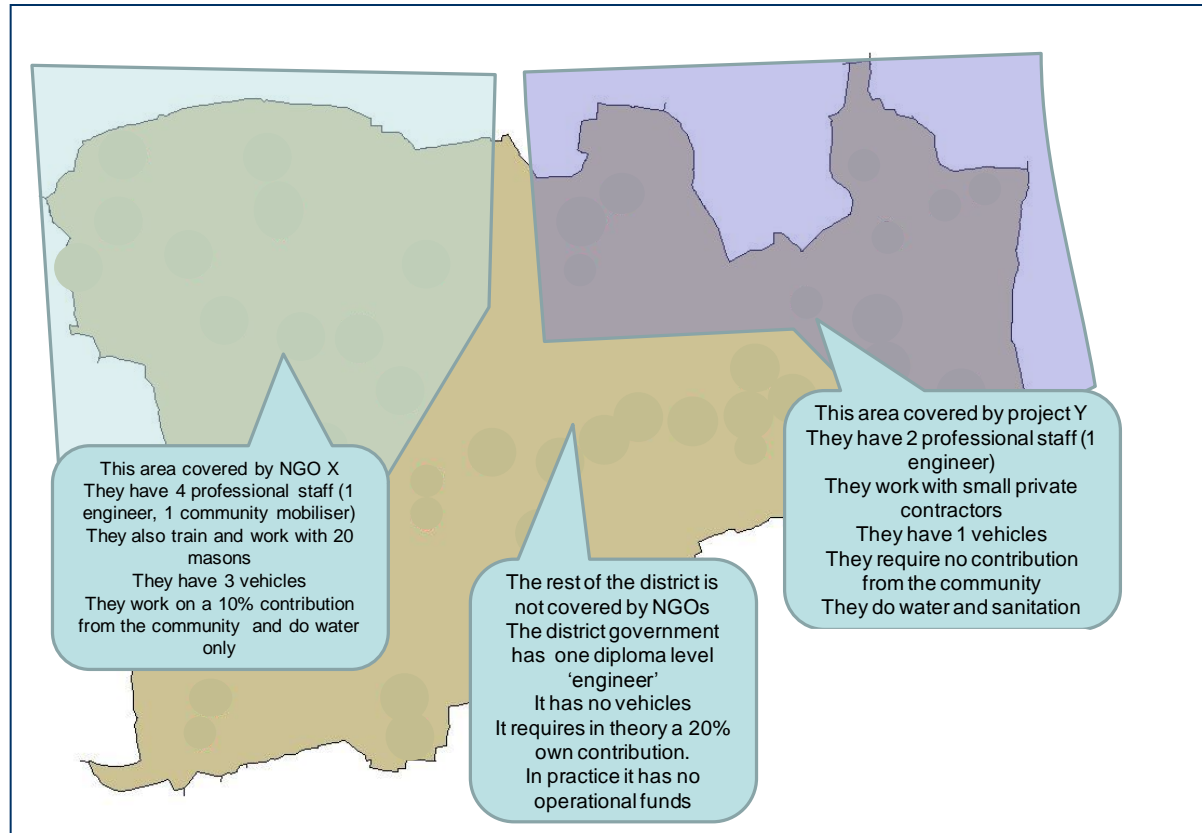 This area covered by NGO X
They have 4 professional staff (1
engineer, 1 community mobiliser)
They also train and work with 20
masons
They have 3 vehicles
They work on a 10% contribution
from the community and do water
only
The rest of the district is
not covered by NGOs
The district government
has one diploma level
‘engineer’
It has no vehicles
It requires in theory a 20%
own contribution.
In practice it has no
operational funds
This area covered by project Y
They have 2 professional staff (1
engineer)
They work with small private
contractors
They have 1 vehicles
They require no contribution
from the community
They do water and sanitation